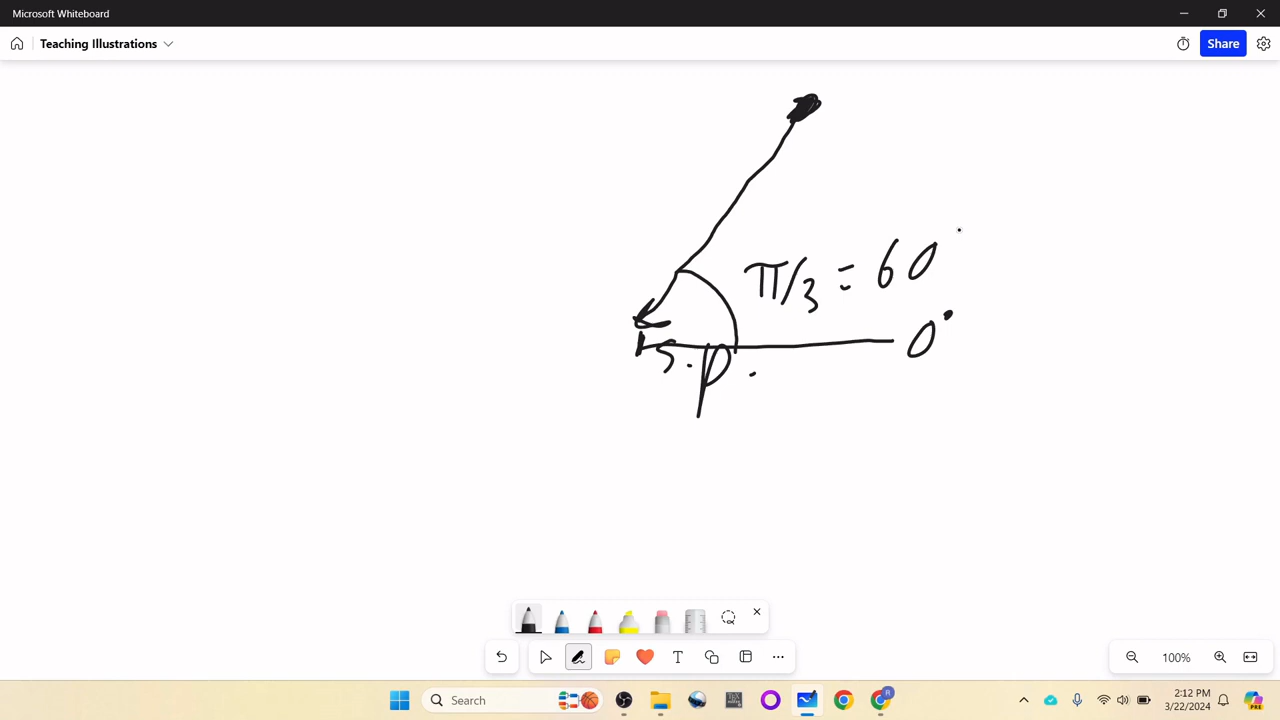 Microsoft Whiteboard
Teaching Illustrations
Share
π/3 = 60
0°
S.P.
100%
Search
2:12 PM
3/22/2024